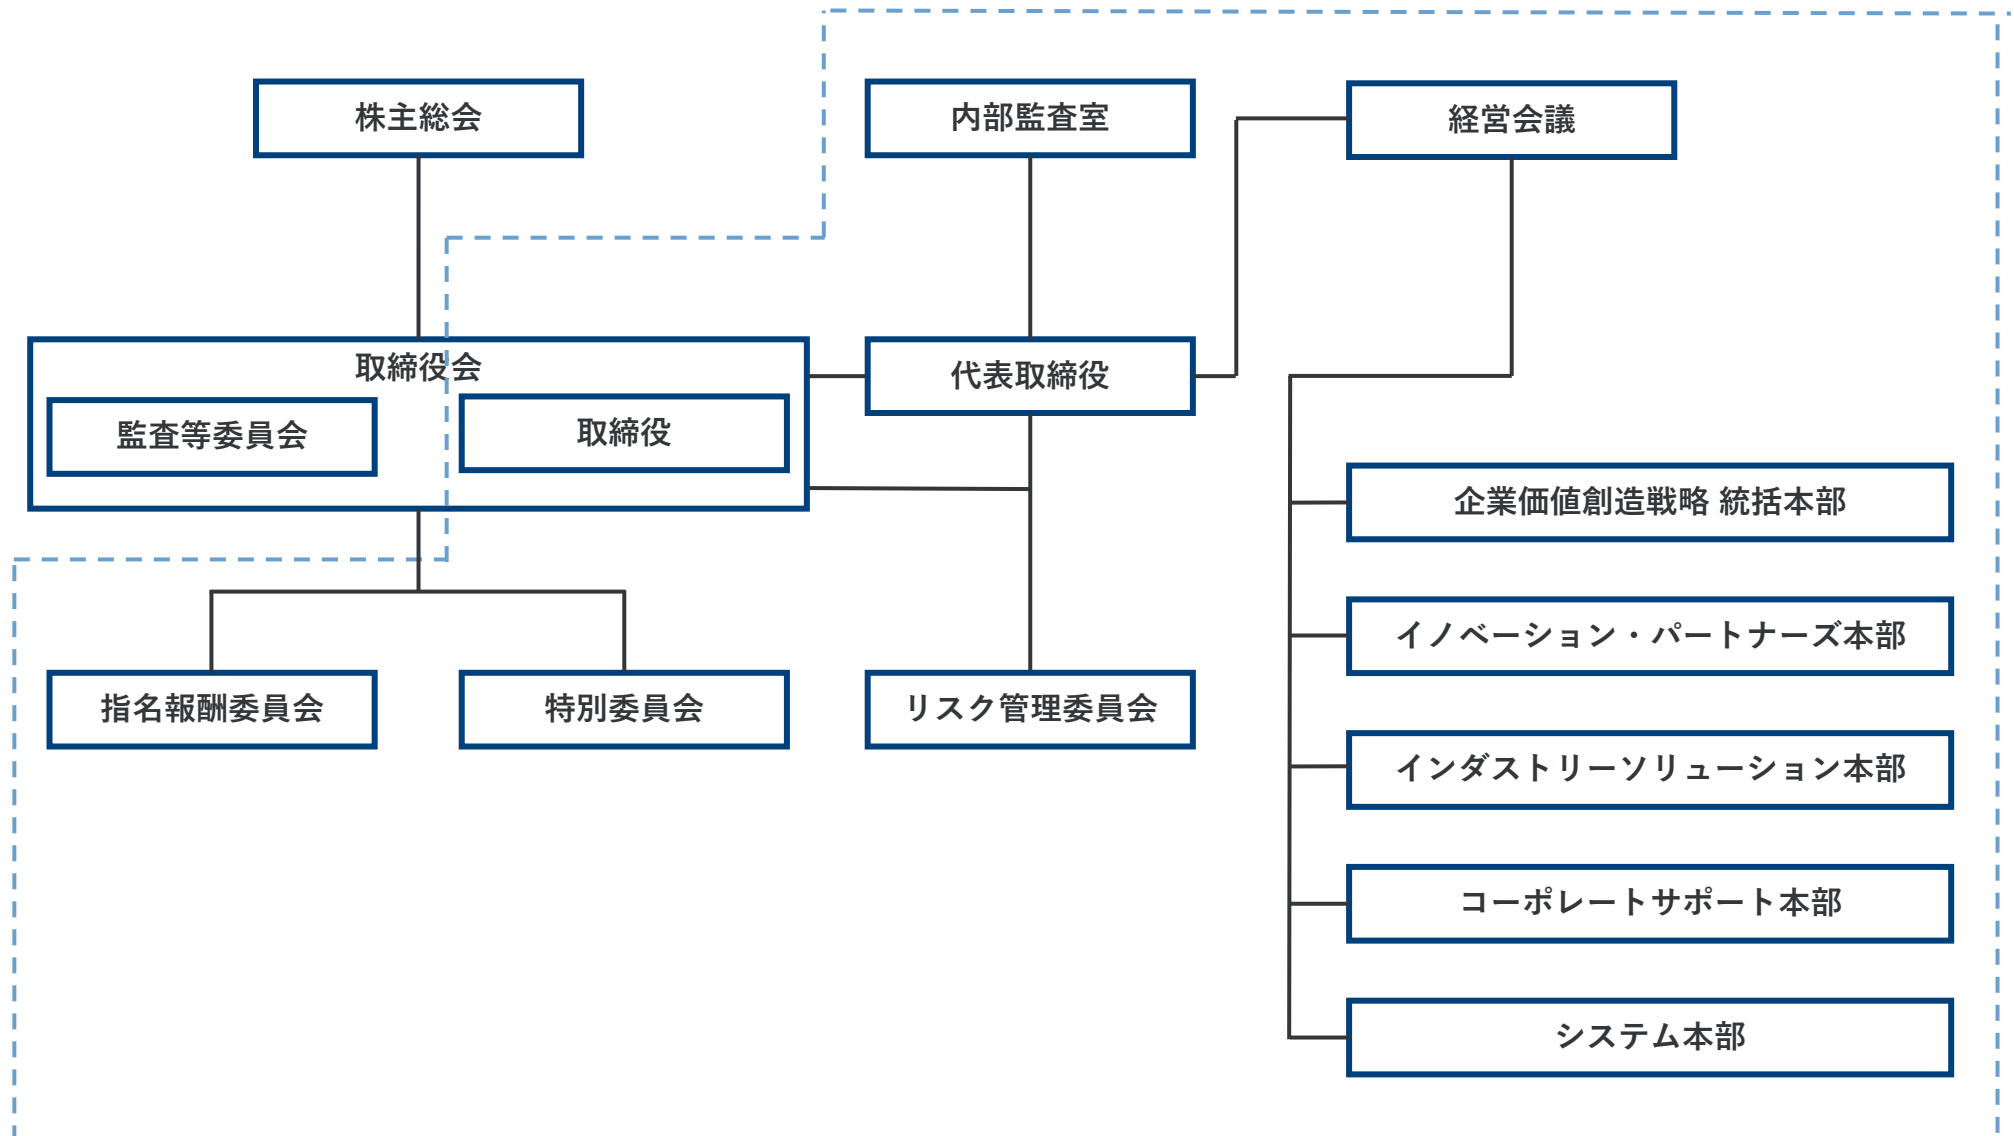 株主総会
内部監査室
経営会議
取締役会
監査等委員会
取締役
代表取締役
企業価値創造戦略 統括本部
イノベーション・パートナーズ本部
指名報酬委員会
特別委員会
リスク管理委員会
インダストリーソリューション本部
コーポレートサポート本部
システム本部